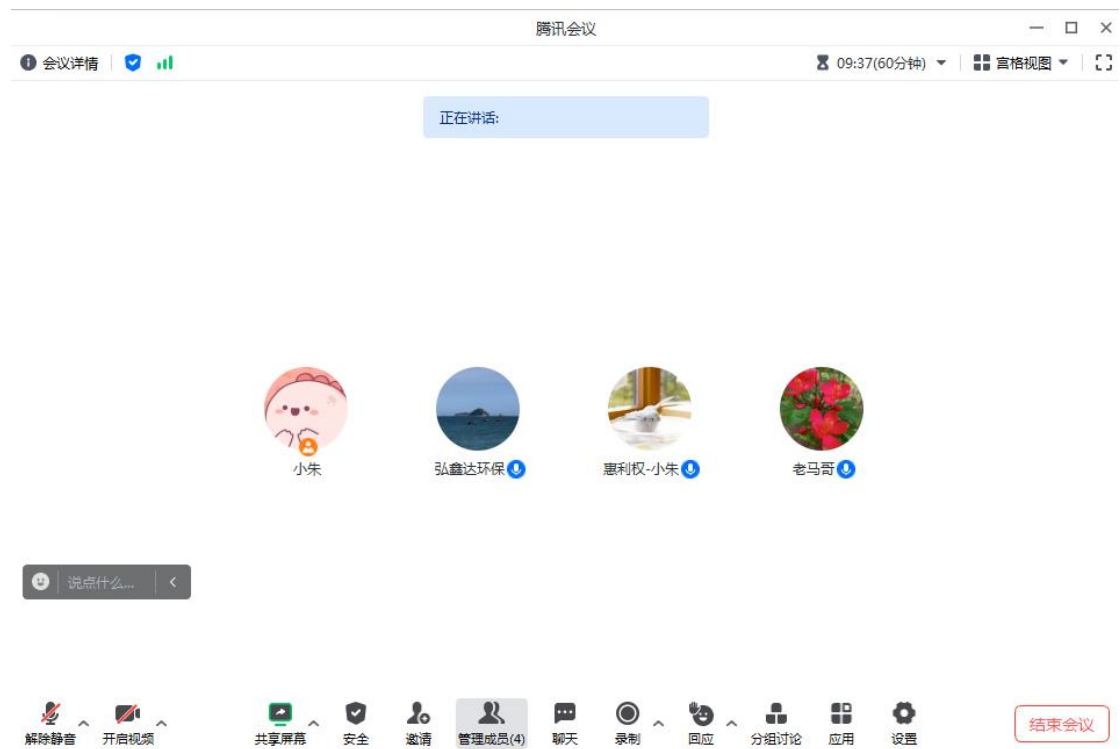 腾讯会议
会议详情
09:37(60分钟)
宫格视图
正在讲话:
小朱
弘鑫达环保
惠利权-小朱
老马哥
说点什么...
解除静音
开启视频
共享屏幕
安全
邀请
管理成员(4)
聊天
录制
回应
分组讨论
应用
设置
结束会议